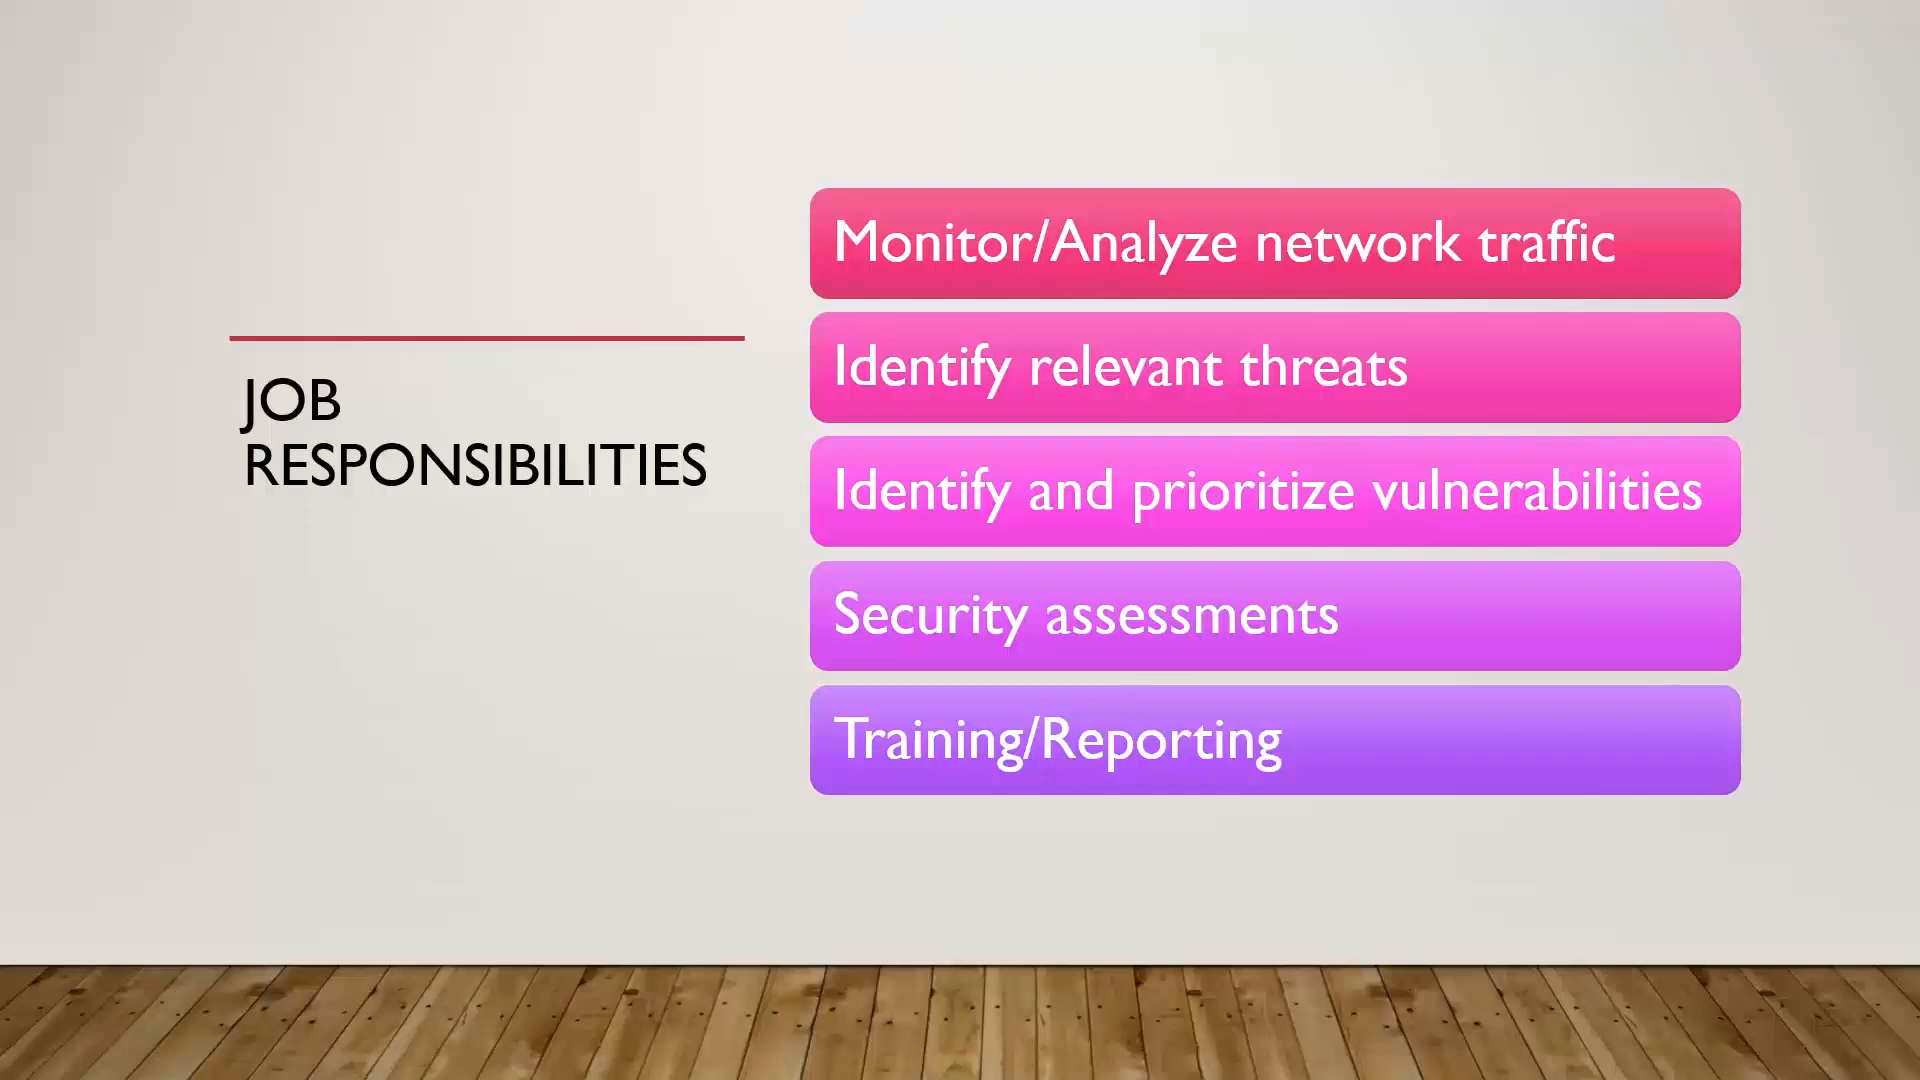 JOB
RESPONSIBILITIES
Monitor/Analyze network traffic
Identify relevant threats
Identify and prioritize vulnerabilities
Security assessments
Training/Reporting